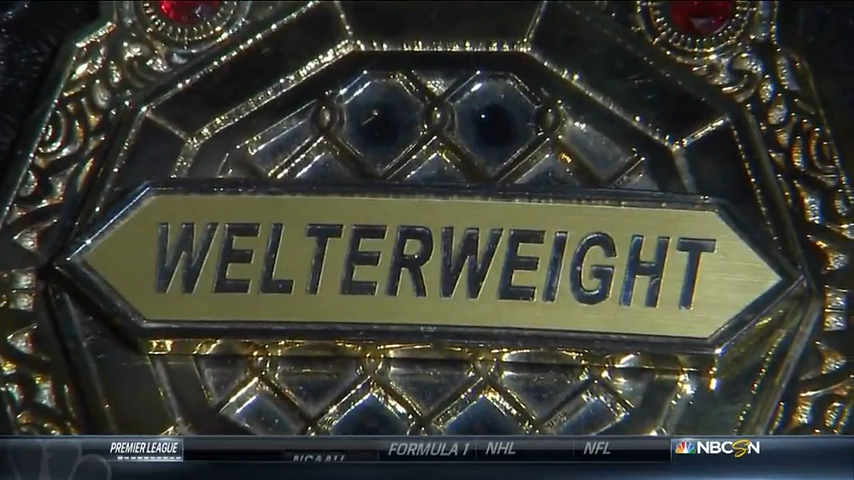 WELTERWEIGHT
PREMIER LEAGUE
FORMULA 1
NHL
NFL
NBCSN